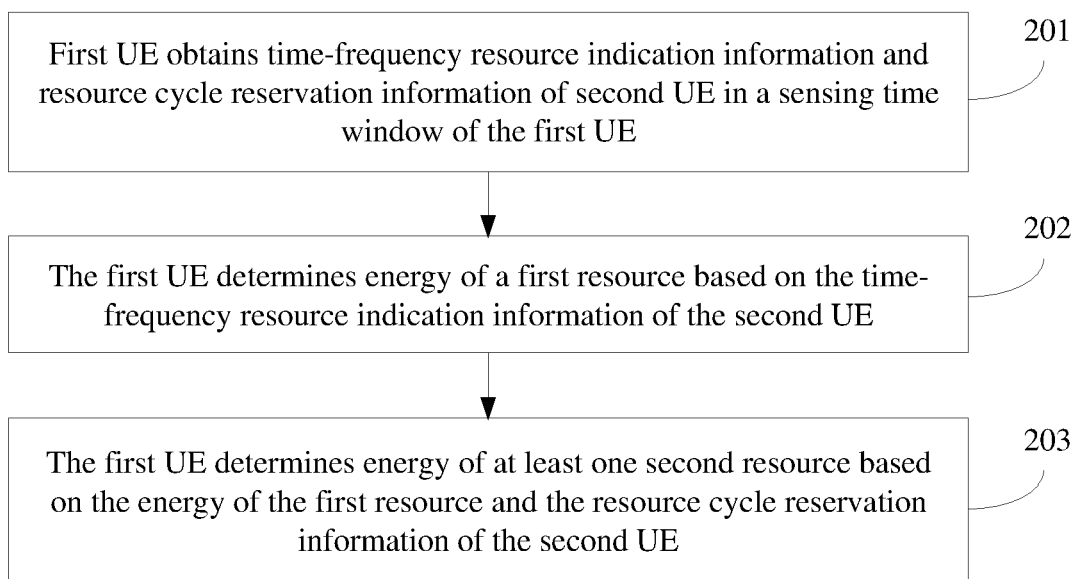 201
First UE obtains time-frequency resource indication information and
resource cycle reservation information of second UE in a sensing time
window of the first UE
202
The first UE determines energy of a first resource based on the time-
frequency resource indication information of the second UE
203
The first UE determines energy of at least one second resource based
on the energy of the first resource and the resource cycle reservation
information of the second UE